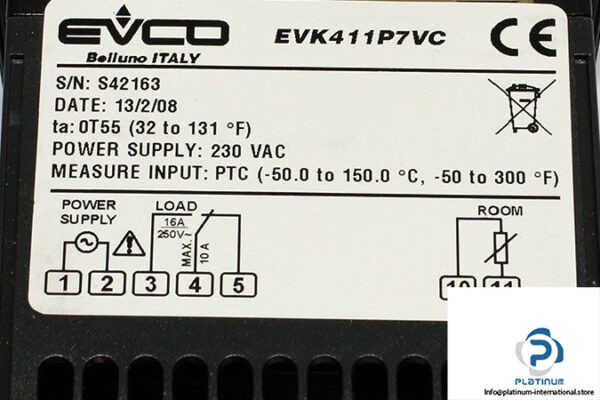 EVCO
Belluno ITALY
EVK411P7VC
CE
S/N: S42163
DATE: 13/2/08
ta: 0T55 (32 to 131 °F)
POWER SUPPLY: 230 VAC
MEASURE INPUT: PTC (-50.0 to 150.0 °C, -50 to 300 °F)
POWER SUPPLY
LOAD
16A
250V~
MAX. ~
10 A
ROOM
1 2 3 4 5
10 11
PLATINUM
Info@platinum-international.store